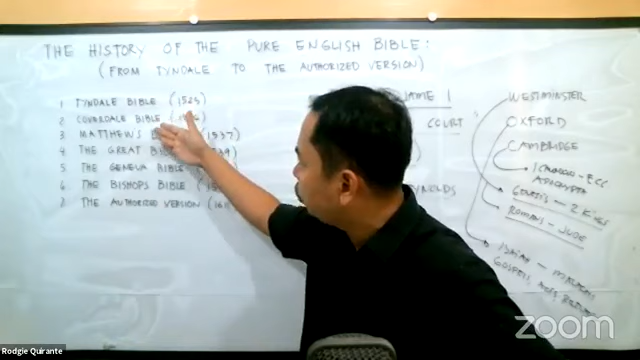 THE HISTORY OF THE PURE ENGLISH BIBLE:
(FROM TYNDALE TO THE AUTHORIZED VERSION)
1 TYNDALE BIBLE (1525)
2 COVERDALE BIBLE
3 MATTHEWS (1537)
4 THE GREAT
5 THE GENEVA BIBLE
6 THE BISHOPS BIBLE
7 THE AUTHORIZED VERSION
COURT
WESTMINSTER
OXFORD
CAMBRIDGE
1 CHRON - ECC
APOCRYPHA
GENESIS - 2 KINGS
ROMANS - JUDE
ISAIAH - MALACHI
GOSPELS, ACTS
Rodgie Quirante
zoom